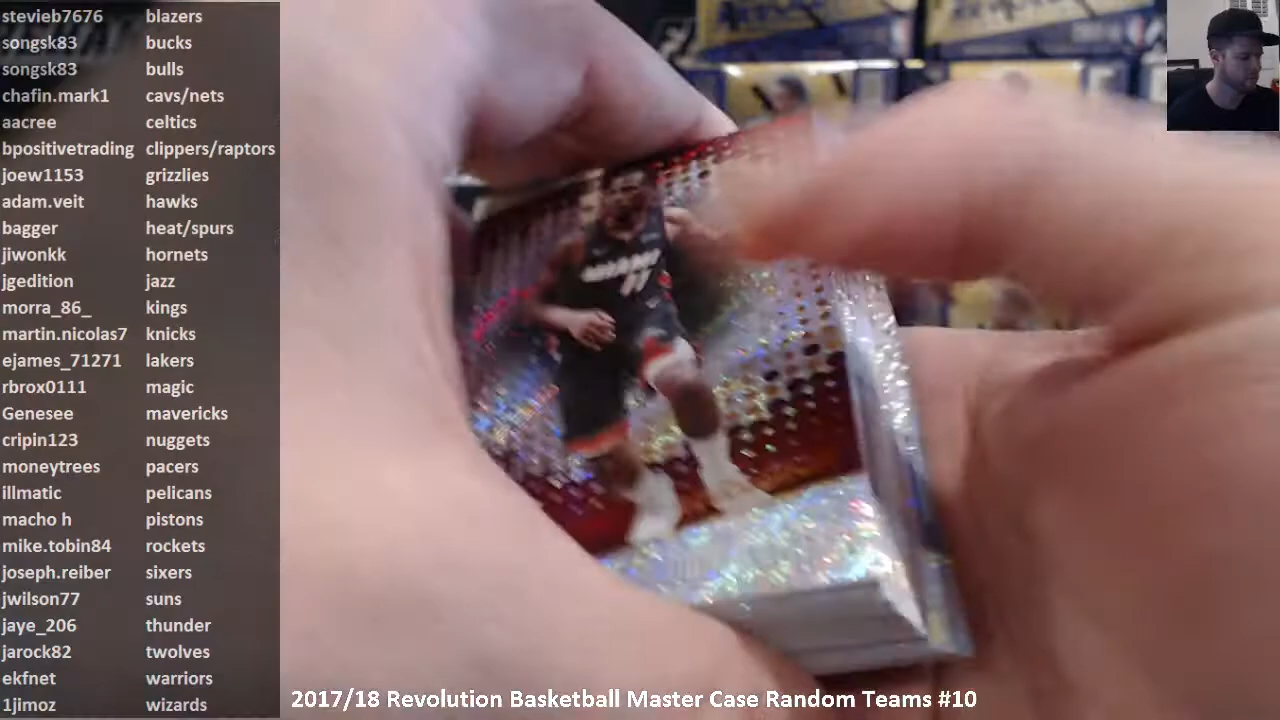 stevieb7676 blazers
songsk83 bucks
songsk83 bulls
chafin.mark1 cavs/nets
aacree celtics
bpositivetrading clippers/raptors
joew1153 grizzlies
adam.veit hawks
bagger heat/spurs
jiwonkk hornets
jgedition jazz
morra_86_ kings
martin.nicolas7 knicks
ejames_71271 lakers
rbrox0111 magic
Genesee mavericks
cripin123 nuggets
moneytrees pacers
illmatic pelicans
macho h pistons
mike.tobin84 rockets
joseph.reiber sixers
jwilson77 suns
jaye_206 thunder
jarock82 twolves
ekfnet warriors
1jimoz wizards
2017/18 Revolution Basketball Master Case Random Teams #10